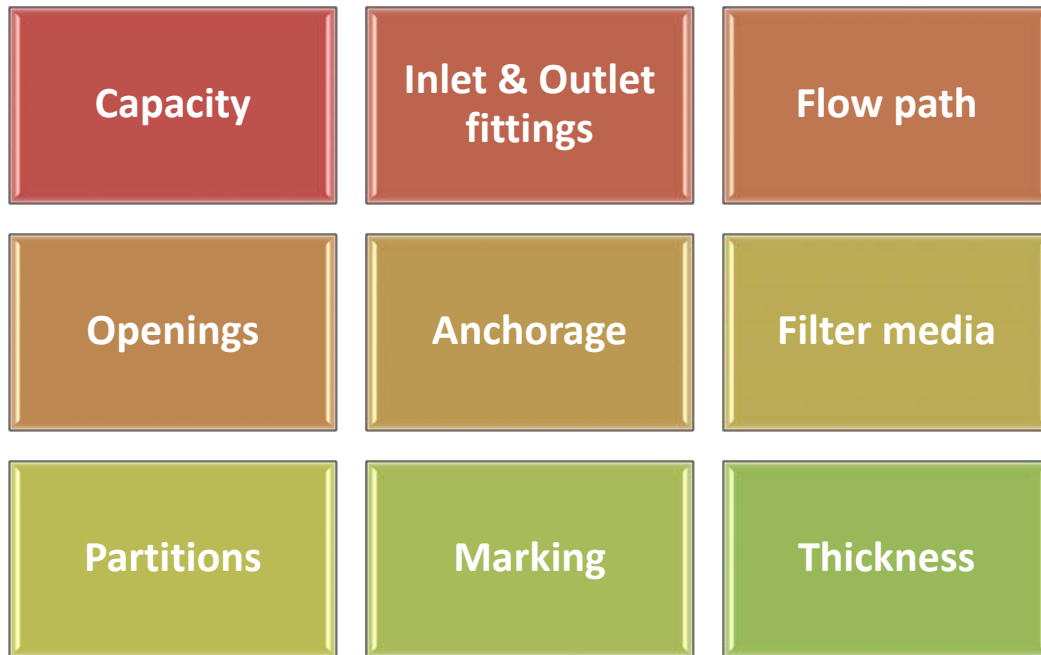 Capacity
Inlet & Outlet
fittings
Flow path
Openings
Anchorage
Filter media
Partitions
Marking
Thickness